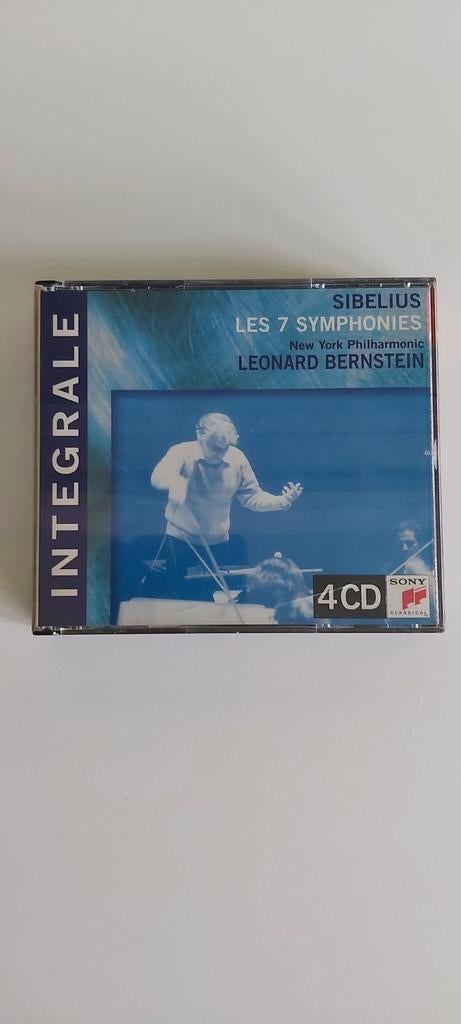 INTEGRALE
SIBELIUS
LES 7 SYMPHONIES
New York Philharmonic
LEONARD BERNSTEIN
4CD
SONY
CLASSICAL